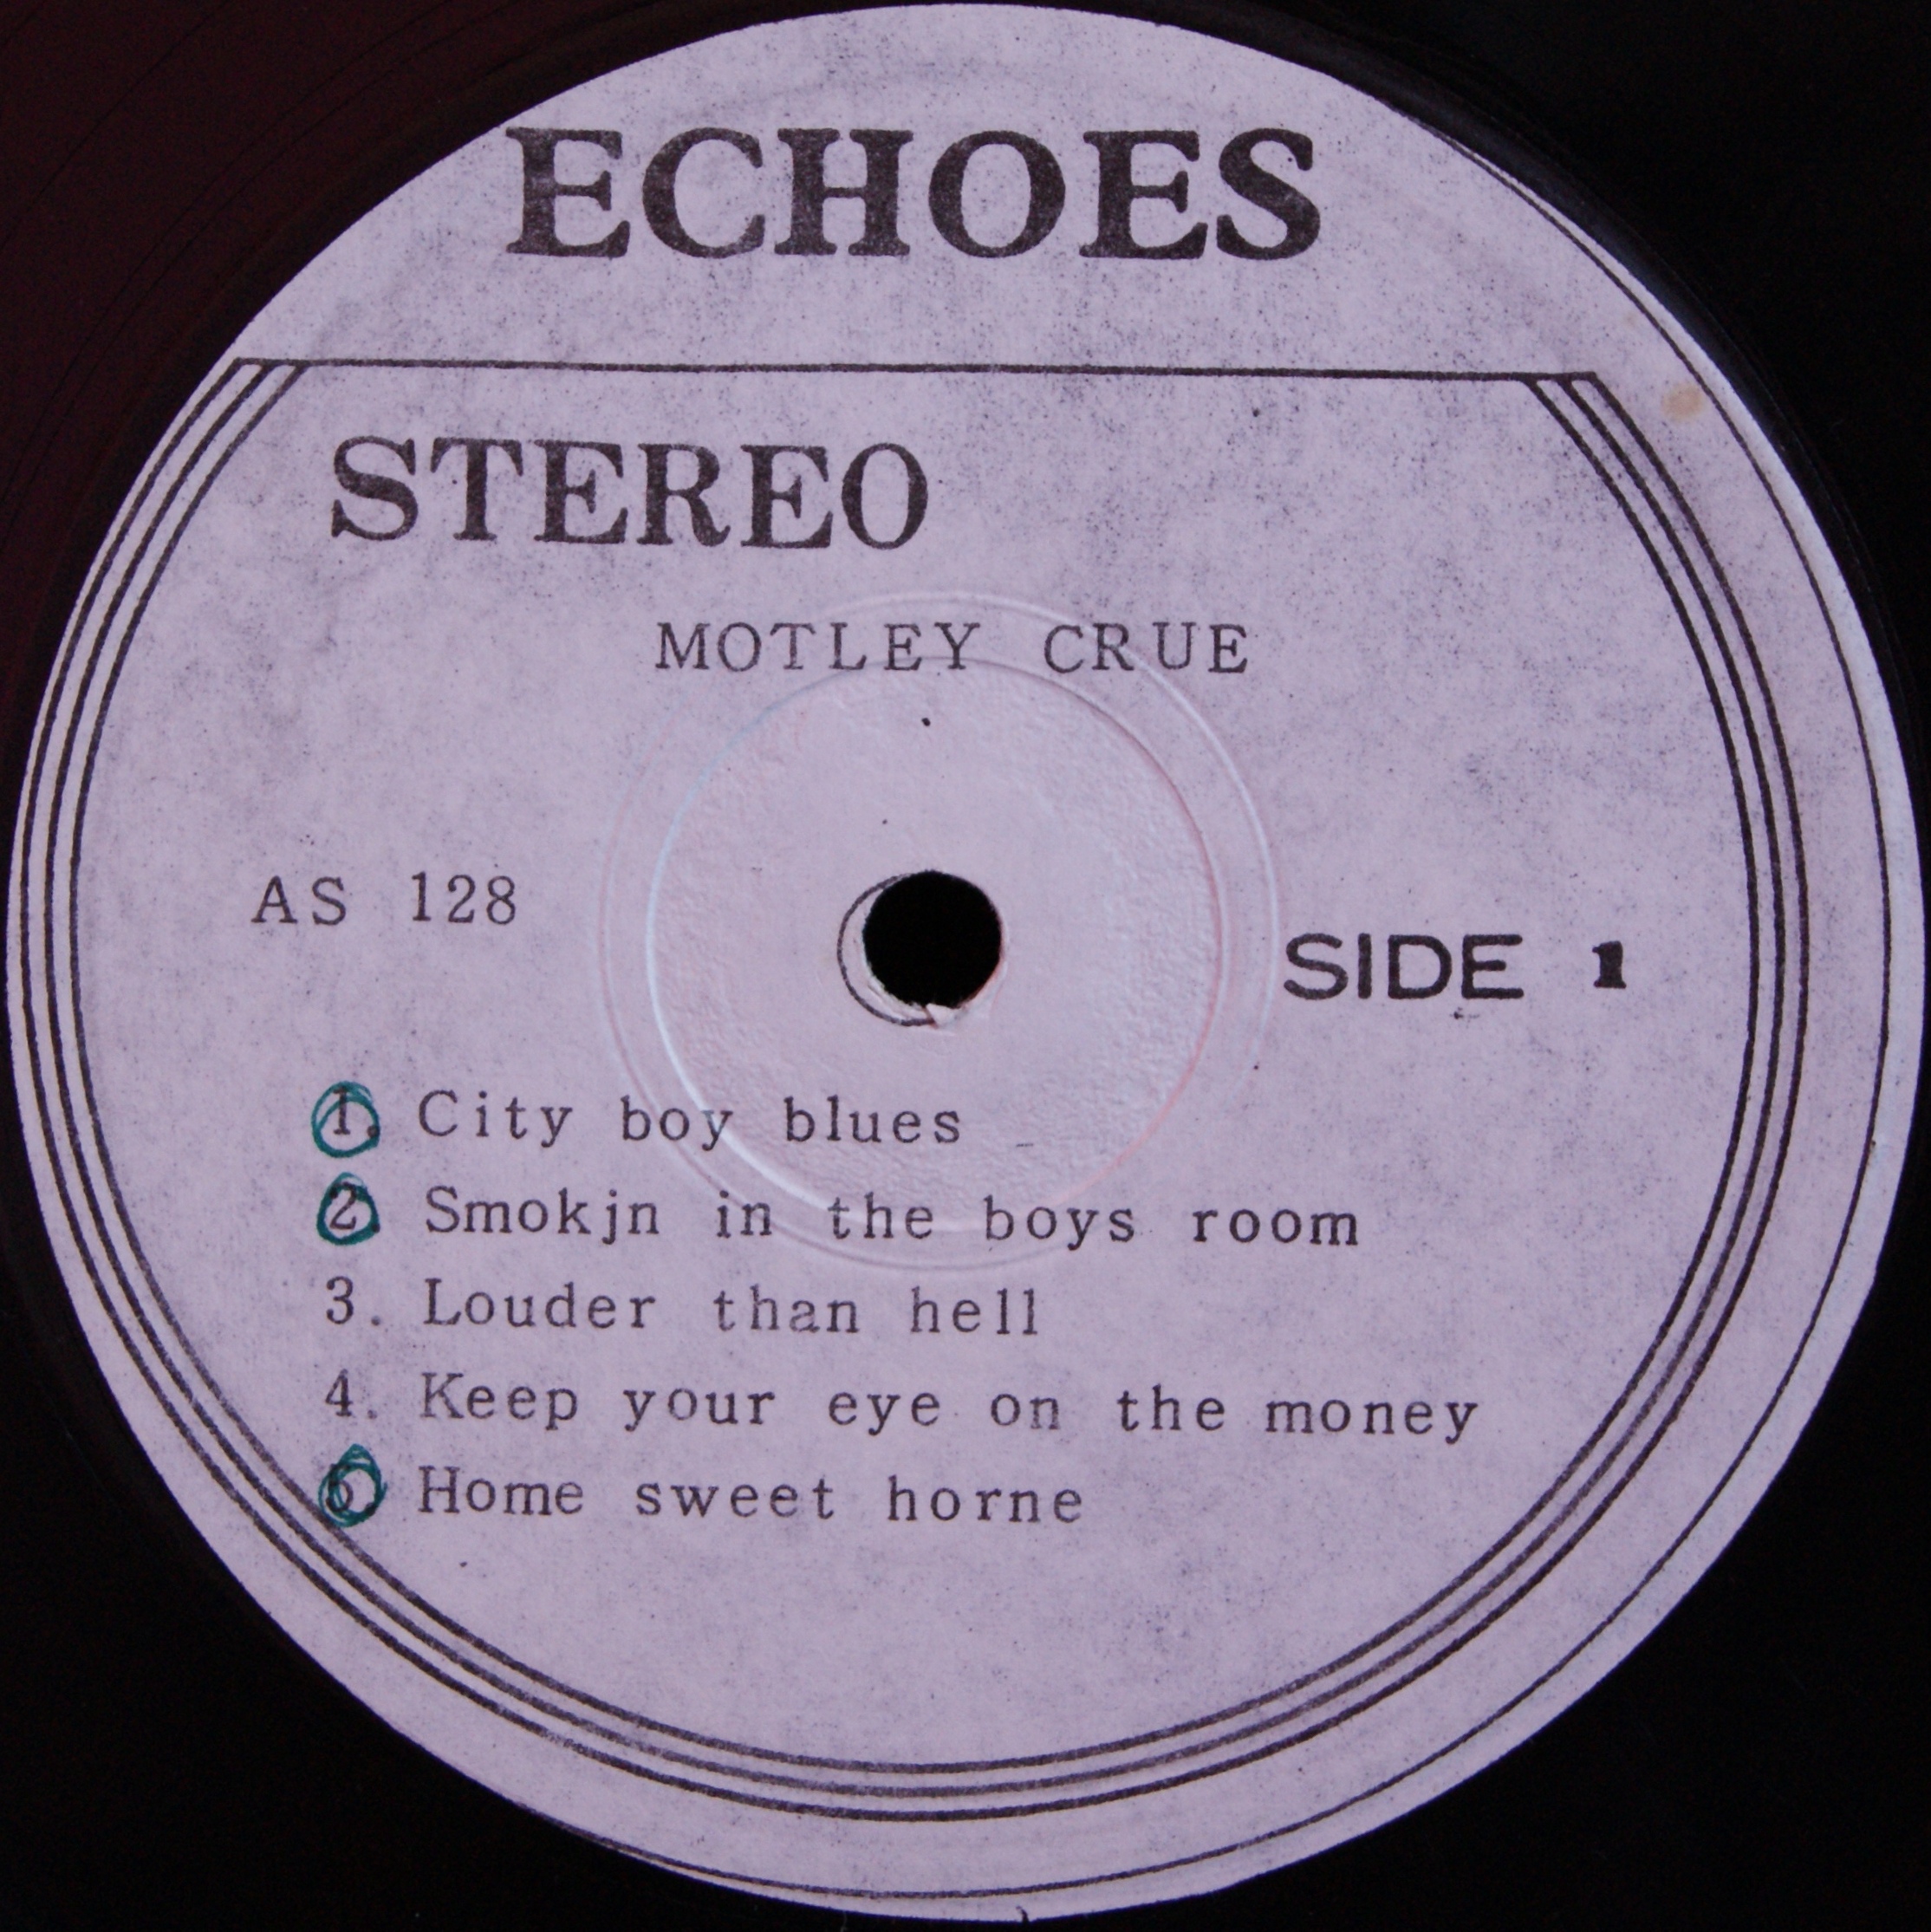 ECHOES
STEREO
MOTLEY CRUE
AS 128
SIDE 1
1. City boy blues
2. Smokjn in the boys room
3. Louder than hell
4. Keep your eye on the money
5. Home sweet horne